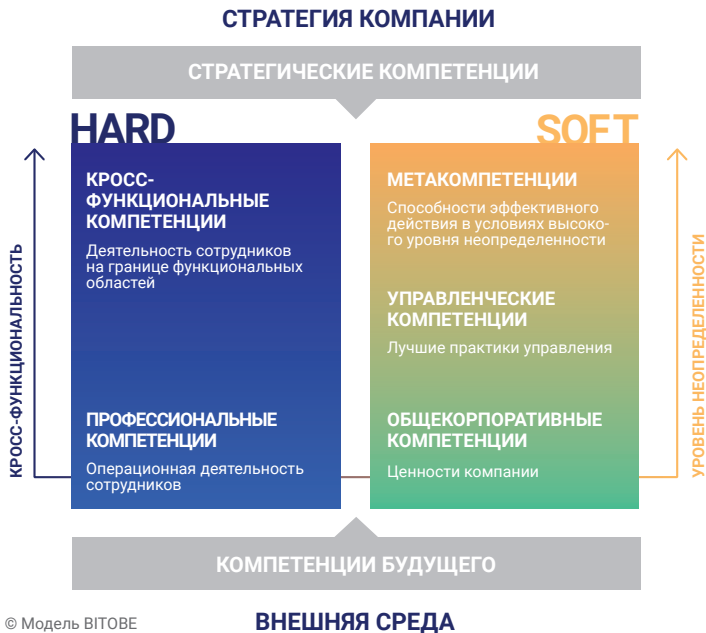 СТРАТЕГИЯ КОМПАНИИ
СТРАТЕГИЧЕСКИЕ КОМПЕТЕНЦИИ
HARD
КРОСС-ФУНКЦИОНАЛЬНОСТЬ
КРОСС-
ФУНКЦИОНАЛЬНЫЕ
КОМПЕТЕНЦИИ
Деятельность сотрудников
на границе функциональных
областей
ПРОФЕССИОНАЛЬНЫЕ
КОМПЕТЕНЦИИ
Операционная деятельность
сотрудников
SOFT
МЕТАКОМПЕТЕНЦИИ
Способности эффективного
действия в условиях высоко-
го уровня неопределенности
УПРАВЛЕНЧЕСКИЕ
КОМПЕТЕНЦИИ
Лучшие практики управления
ОБЩЕКОРПОРАТИВНЫЕ
КОМПЕТЕНЦИИ
Ценности компании
УРОВЕНЬ НЕОПРЕДЕЛЕННОСТИ
КОМПЕТЕНЦИИ БУДУЩЕГО
ВНЕШНЯЯ СРЕДА
© Модель BITOBE